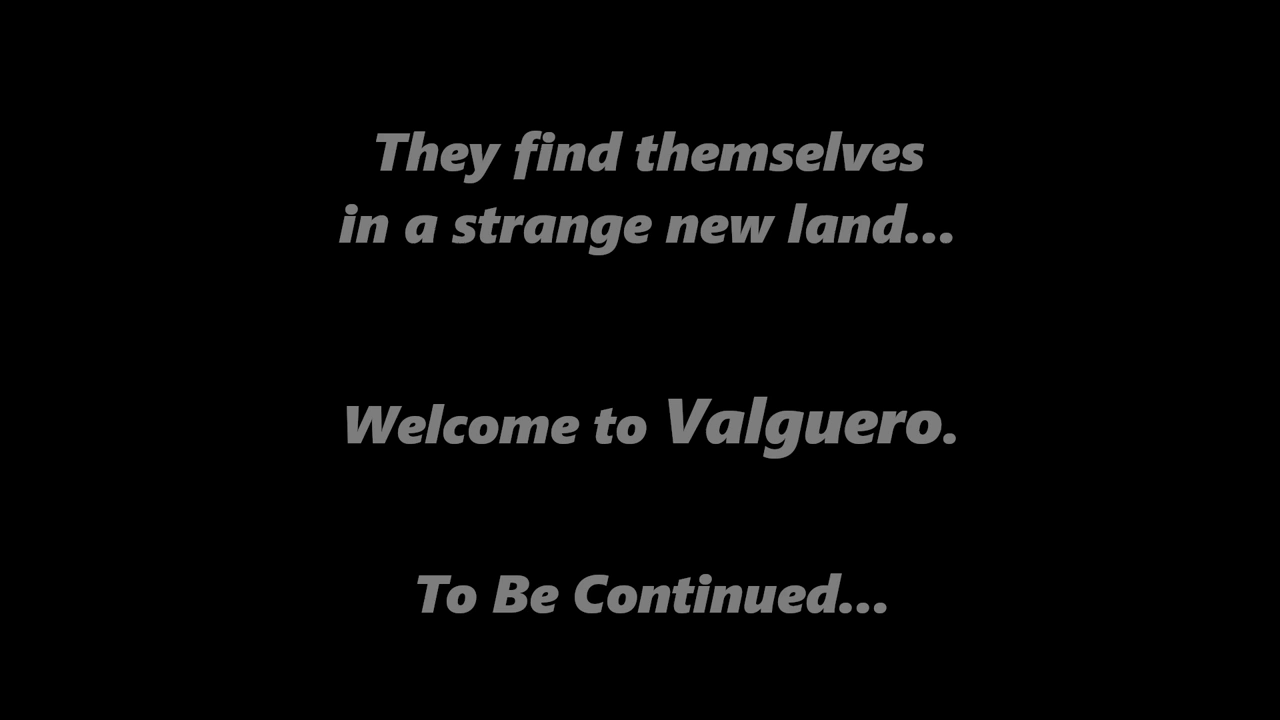 They find themselves
in a strange new land...
Welcome to Valguero.
To Be Continued...